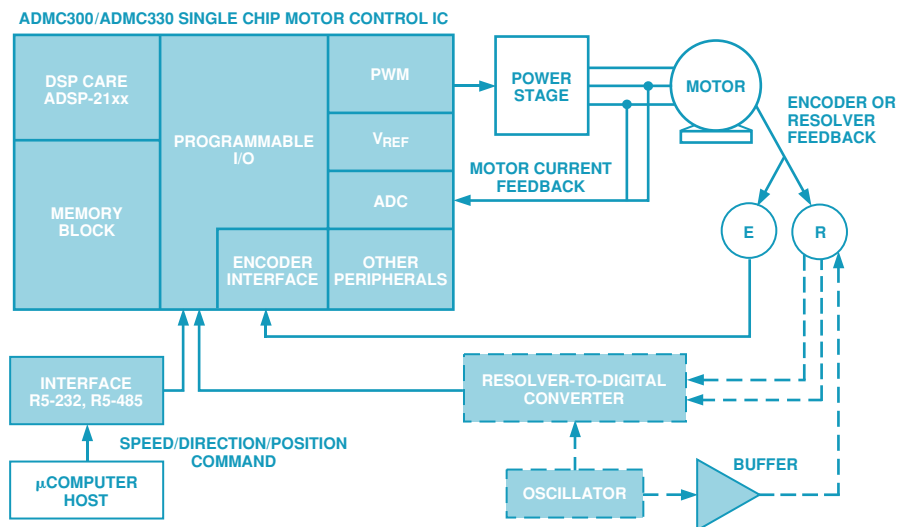 ADMC300/ADMC330 SINGLE CHIP MOTOR CONTROL IC
DSP CARE
ADSP-21xx
MEMORY
BLOCK
PROGRAMMABLE
I/O
PWM
VREF
ADC
ENCODER
INTERFACE
OTHER
PERIPHERALS
POWER
STAGE
MOTOR
ENCODER OR
RESOLVER
FEEDBACK
MOTOR CURRENT
FEEDBACK
E
R
INTERFACE
R5-232, R5-485
RESOLVER-TO-DIGITAL
CONVERTER
SPEED/DIRECTION/POSITION
COMMAND
µCOMPUTER
HOST
OSCILLATOR
BUFFER